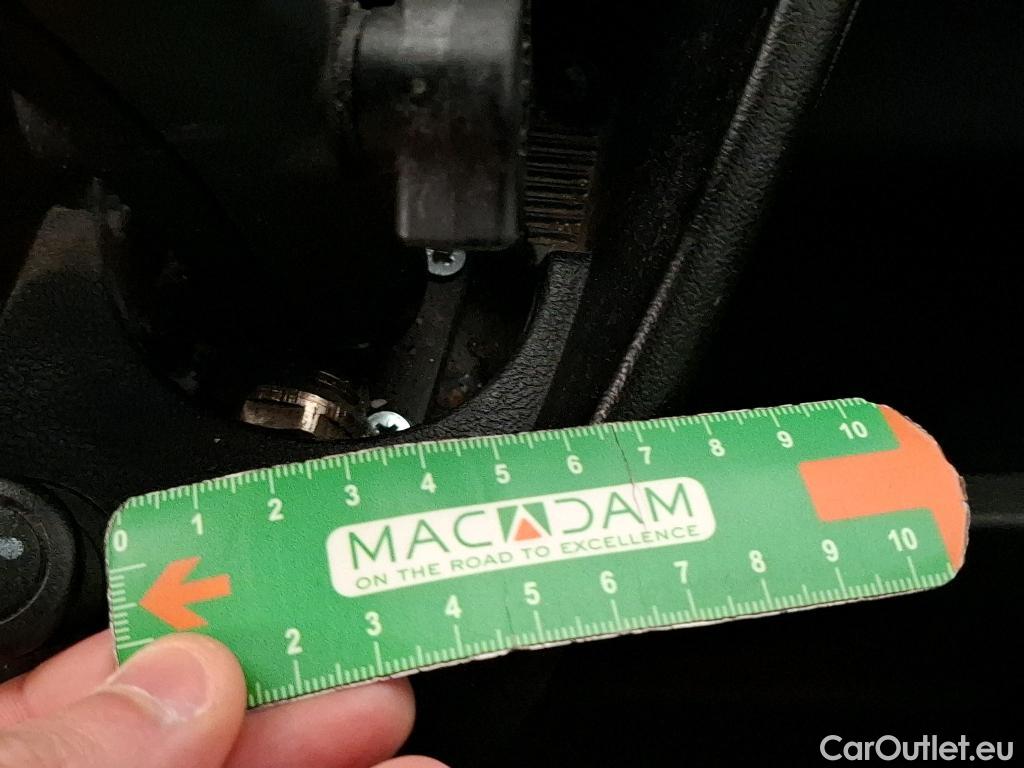 0 1 2 3 4 5 6 7 8 9 10
MACADAM
ON THE ROAD TO EXCELLENCE
2 3 4 5 6 7 8 9 10
CarOutlet.eu